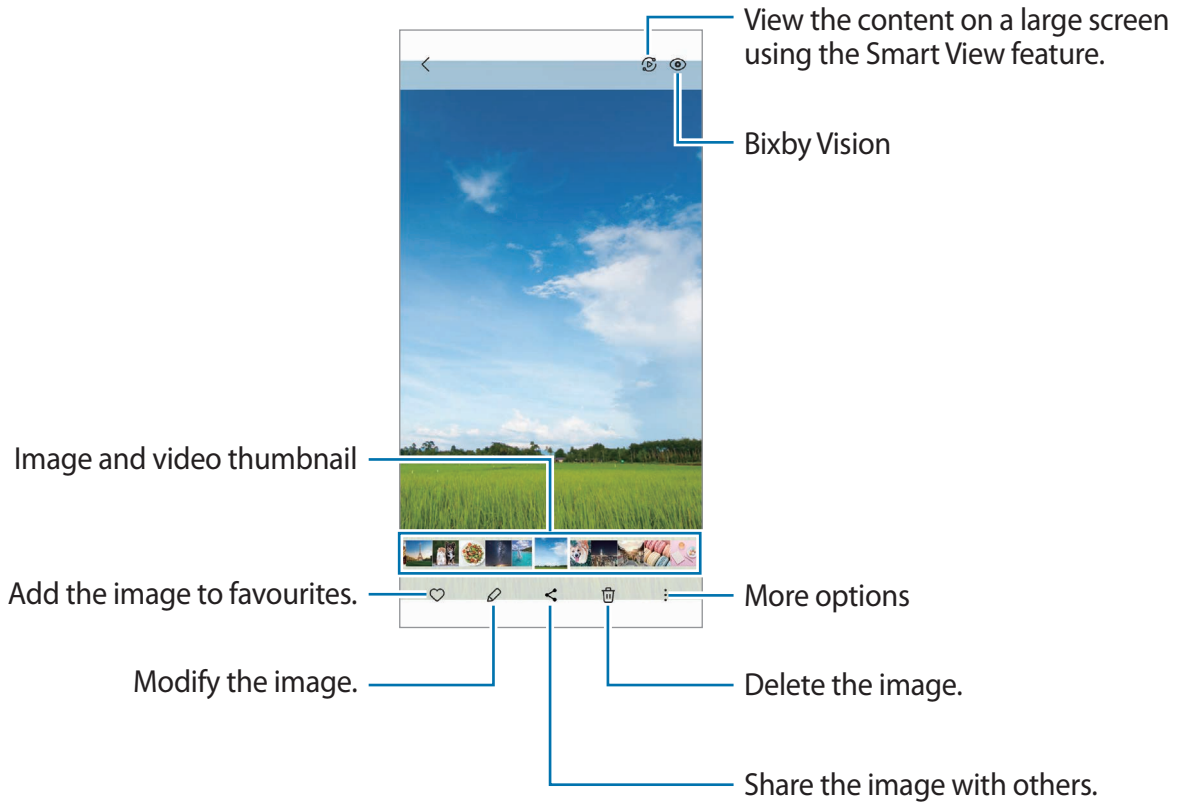 View the content on a large screen
using the Smart View feature.
Bixby Vision
Image and video thumbnail
Add the image to favourites.
More options
Modify the image.
Delete the image.
Share the image with others.